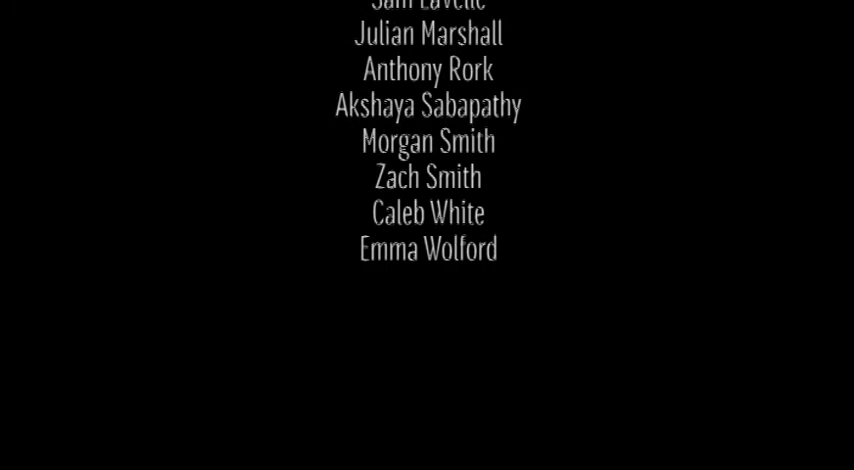 Julian Marshall
Anthony Rork
Akshaya Sabapathy
Morgan Smith
Zach Smith
Caleb White
Emma Wolford